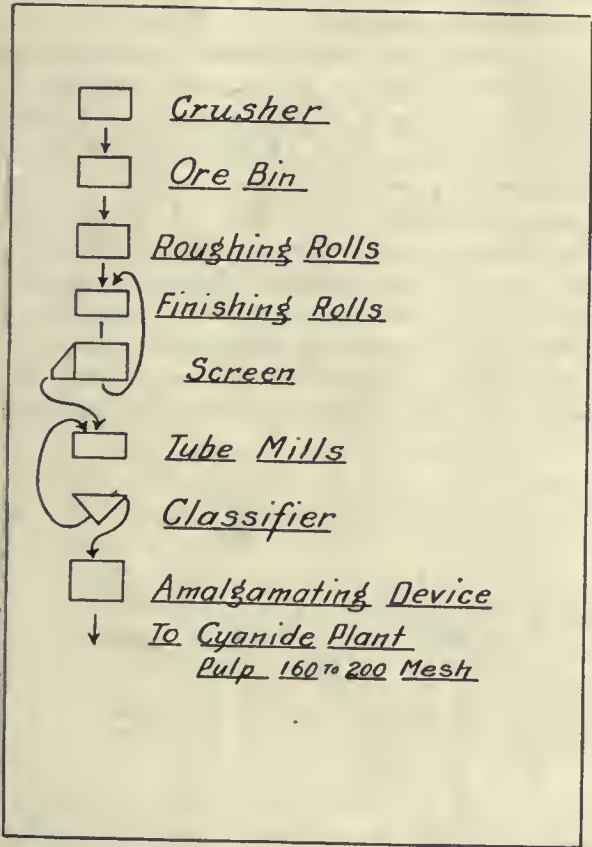 Crusher
Ore Bin
Roughing Rolls
Finishing Rolls
Screen
Tube Mills
Classifier
Amalgamating Device
To Cyanide Plant
Pulp 160 To 200 Mesh